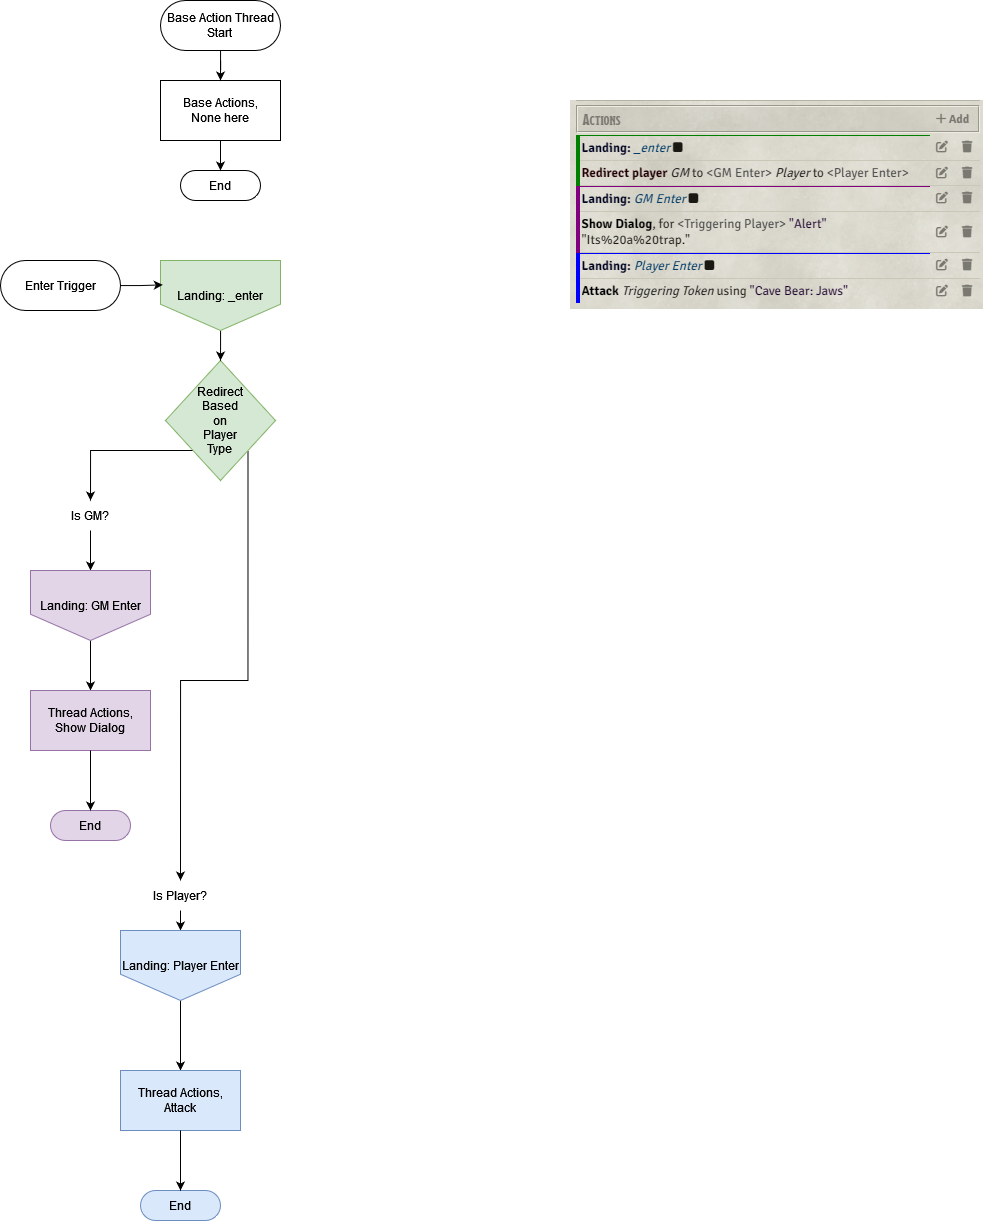 Base Action Thread
Start
Base Actions,
None here
End
Enter Trigger
Landing: _enter
Redirect
Based
on
Player
Type
Is GM?
Landing: GM Enter
Thread Actions,
Show Dialog
End
Is Player?
Landing: Player Enter
Thread Actions,
Attack
End
Actions
+ Add
Landing: _enter
Redirect player GM to <GM Enter> Player to <Player Enter>
Landing: GM Enter
Show Dialog, for <Triggering Player> "Alert"
"Its%20a%20trap."
Landing: Player Enter
Attack Triggering Token using "Cave Bear: Jaws"